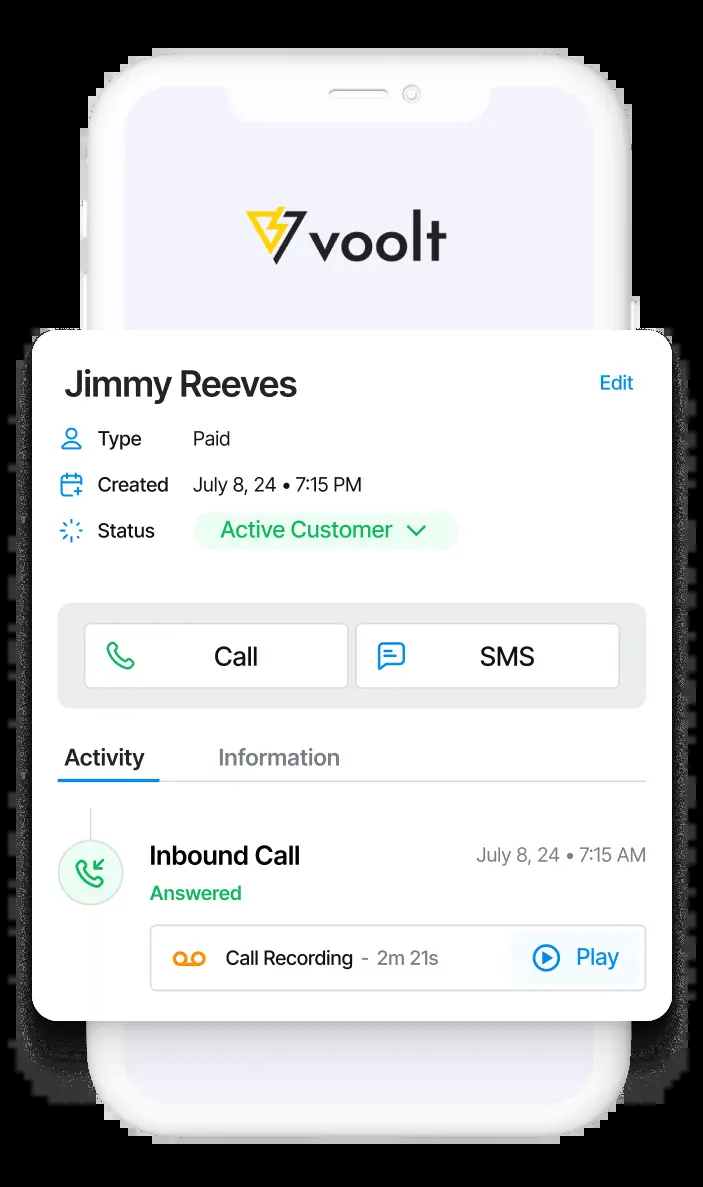 voolt
Jimmy Reeves Edit
Type Paid
Created July 8, 24 • 7:15 PM
Status Active Customer
Call SMS
Activity Information
Inbound Call July 8, 24 • 7:15 AM
Answered
Call Recording - 2m 21s Play